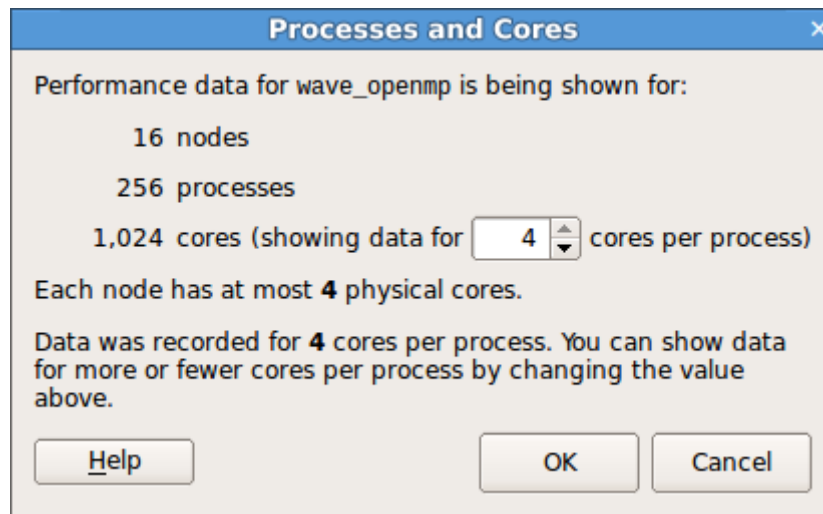 Processes and Cores
Performance data for wave_openmp is being shown for:
16 nodes
256 processes
1,024 cores (showing data for 4 cores per process)
Each node has at most 4 physical cores.
Data was recorded for 4 cores per process. You can show data
for more or fewer cores per process by changing the value
above.
Help OK Cancel